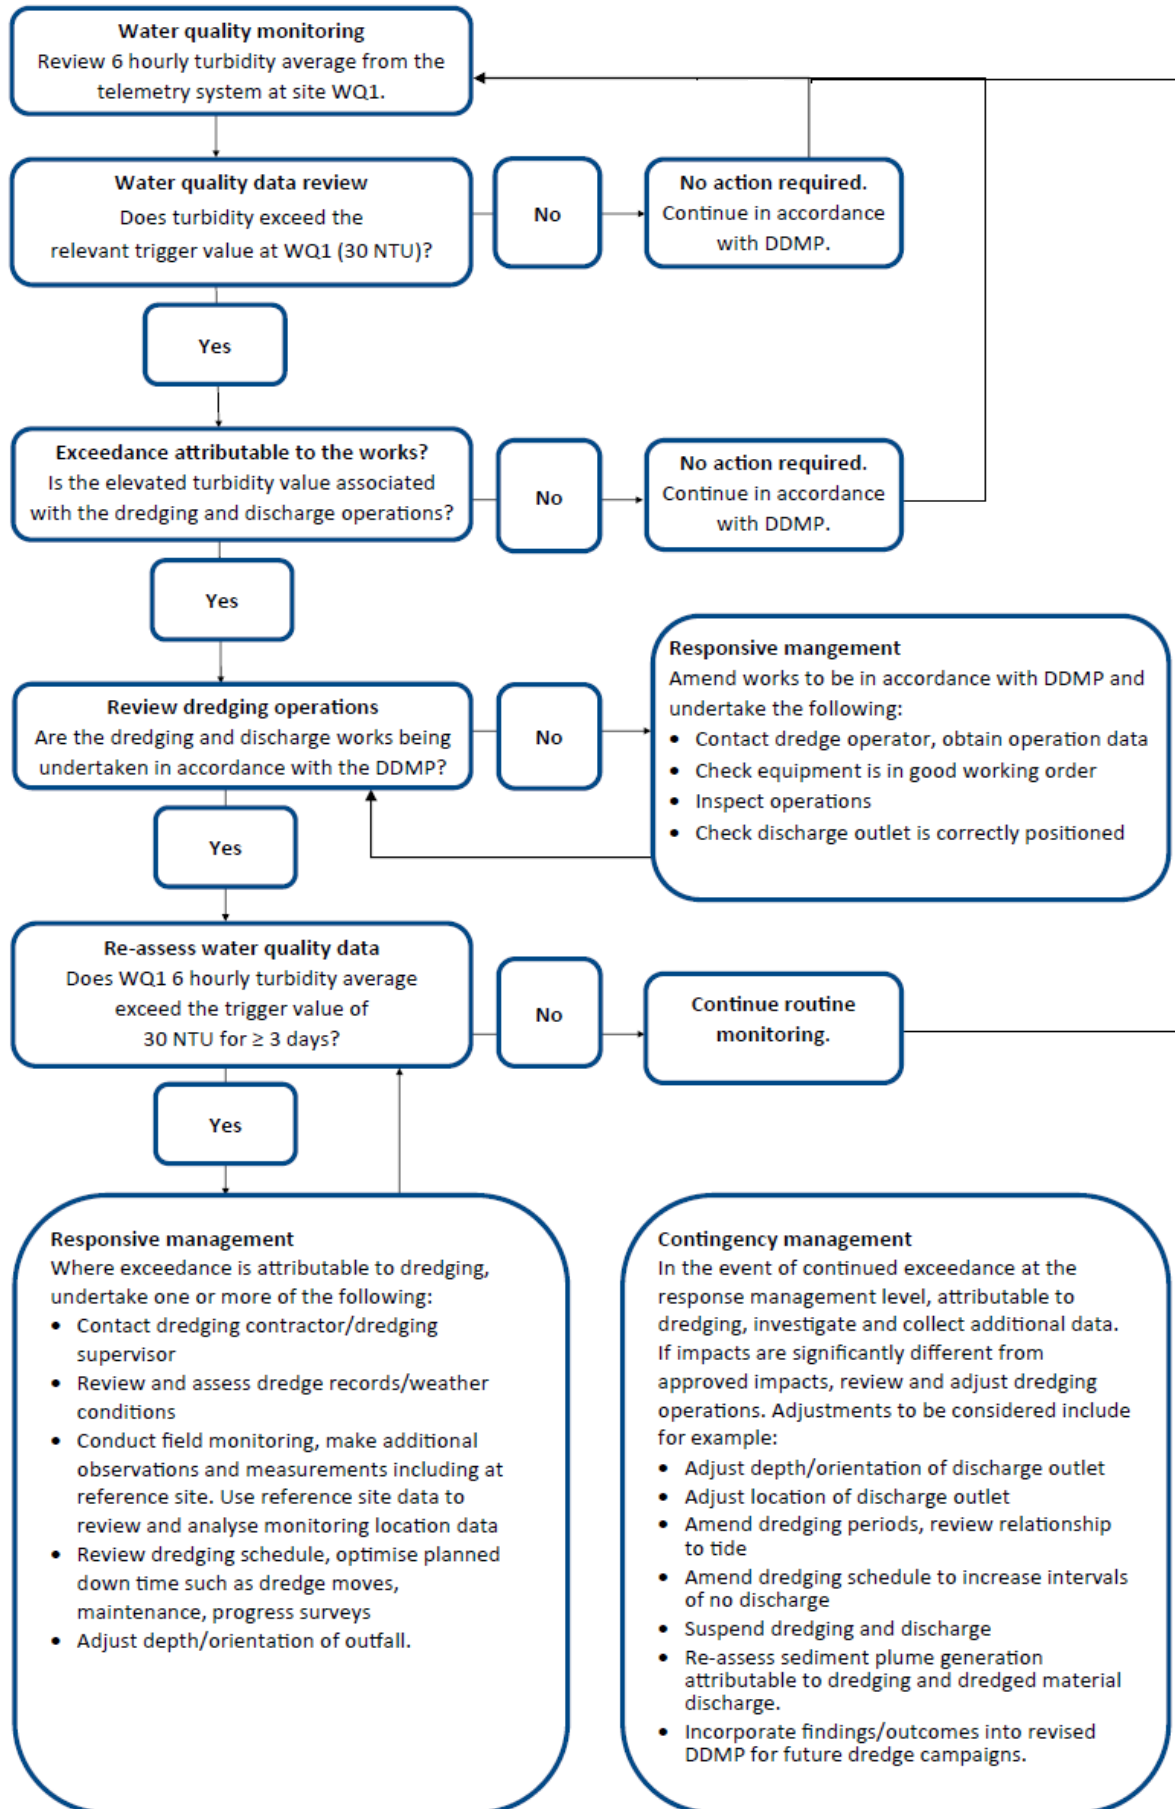 Water quality monitoring
Review 6 hourly turbidity average from the
telemetry system at site WQ1.
Water quality data review
Does turbidity exceed the
relevant trigger value at WQ1 (30 NTU)?
No
No action required.
Continue in accordance
with DDMP.
Yes
Exceedance attributable to the works?
Is the elevated turbidity value associated
with the dredging and discharge operations?
No
No action required.
Continue in accordance
with DDMP.
Yes
Review dredging operations
Are the dredging and discharge works being
undertaken in accordance with the DDMP?
No
Responsive mangement
Amend works to be in accordance with DDMP and
undertake the following:
• Contact dredge operator, obtain operation data
• Check equipment is in good working order
• Inspect operations
• Check discharge outlet is correctly positioned
Yes
Re-assess water quality data
Does WQ1 6 hourly turbidity average
exceed the trigger value of
30 NTU for ≥ 3 days?
No
Continue routine
monitoring.
Yes
Responsive management
Where exceedance is attributable to dredging,
undertake one or more of the following:
• Contact dredging contractor/dredging
supervisor
• Review and assess dredge records/weather
conditions
• Conduct field monitoring, make additional
observations and measurements including at
reference site. Use reference site data to
review and analyse monitoring location data
• Review dredging schedule, optimise planned
down time such as dredge moves,
maintenance, progress surveys
• Adjust depth/orientation of outfall.
Contingency management
In the event of continued exceedance at the
response management level, attributable to
dredging, investigate and collect additional data.
If impacts are significantly different from
approved impacts, review and adjust dredging
operations. Adjustments to be considered include
for example:
• Adjust depth/orientation of discharge outlet
• Adjust location of discharge outlet
• Amend dredging periods, review relationship
to tide
• Amend dredging schedule to increase intervals
of no discharge
• Suspend dredging and discharge
• Re-assess sediment plume generation
attributable to dredging and dredged material
discharge.
• Incorporate findings/outcomes into revised
DDMP for future dredge campaigns.